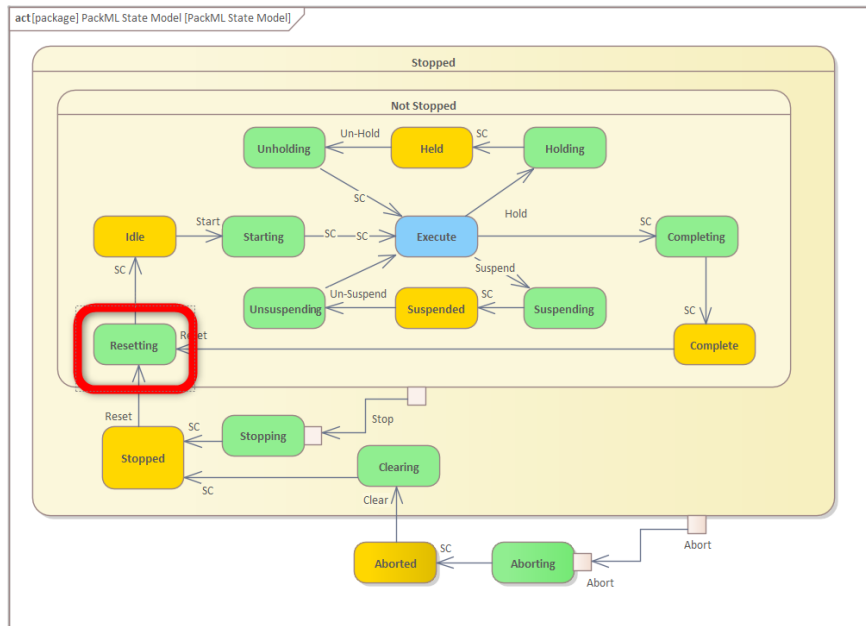 act [package] PackML State Model [PackML State Model]
Stopped
Not Stopped
Un-Hold
SC
Unholding
Held
Holding
SC
Hold
Start
SC
Idle
Starting
SC
SC
Execute
Completing
SC
Suspend
Un-Suspend
SC
Unsuspending
Suspended
Suspending
SC
Reset
Resetting
Complete
Reset
Stop
SC
Stopping
Stopped
Clearing
SC
Clear
Abort
SC
Aborted
Aborting
Abort